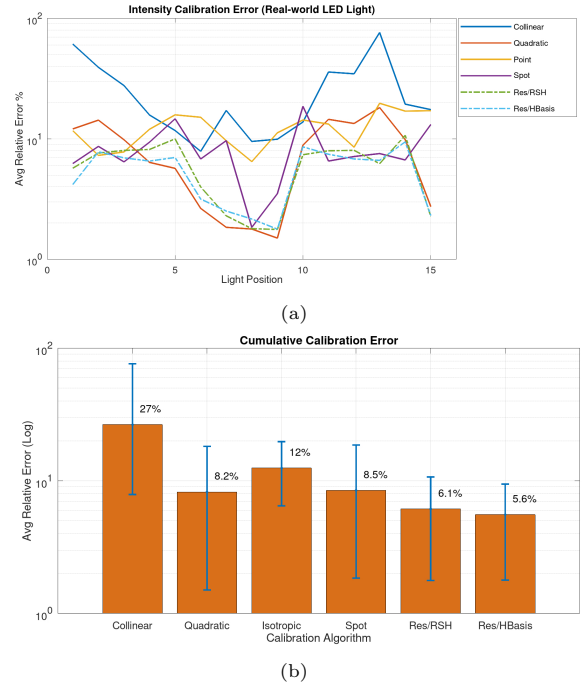 Intensity Calibration Error (Real-world LED Light)
10^2
10^1
10^0
Avg Relative Error %
0 5 10 15
Light Position
Collinear
Quadratic
Point
Spot
Res/RSH
Res/HBasis
(a)
Cumulative Calibration Error
10^2
10^1
10^0
Avg Relative Error (Log)
27%
8.2%
12%
8.5%
6.1%
5.6%
Collinear Quadratic Isotropic Spot Res/RSH Res/HBasis
Calibration Algorithm
(b)